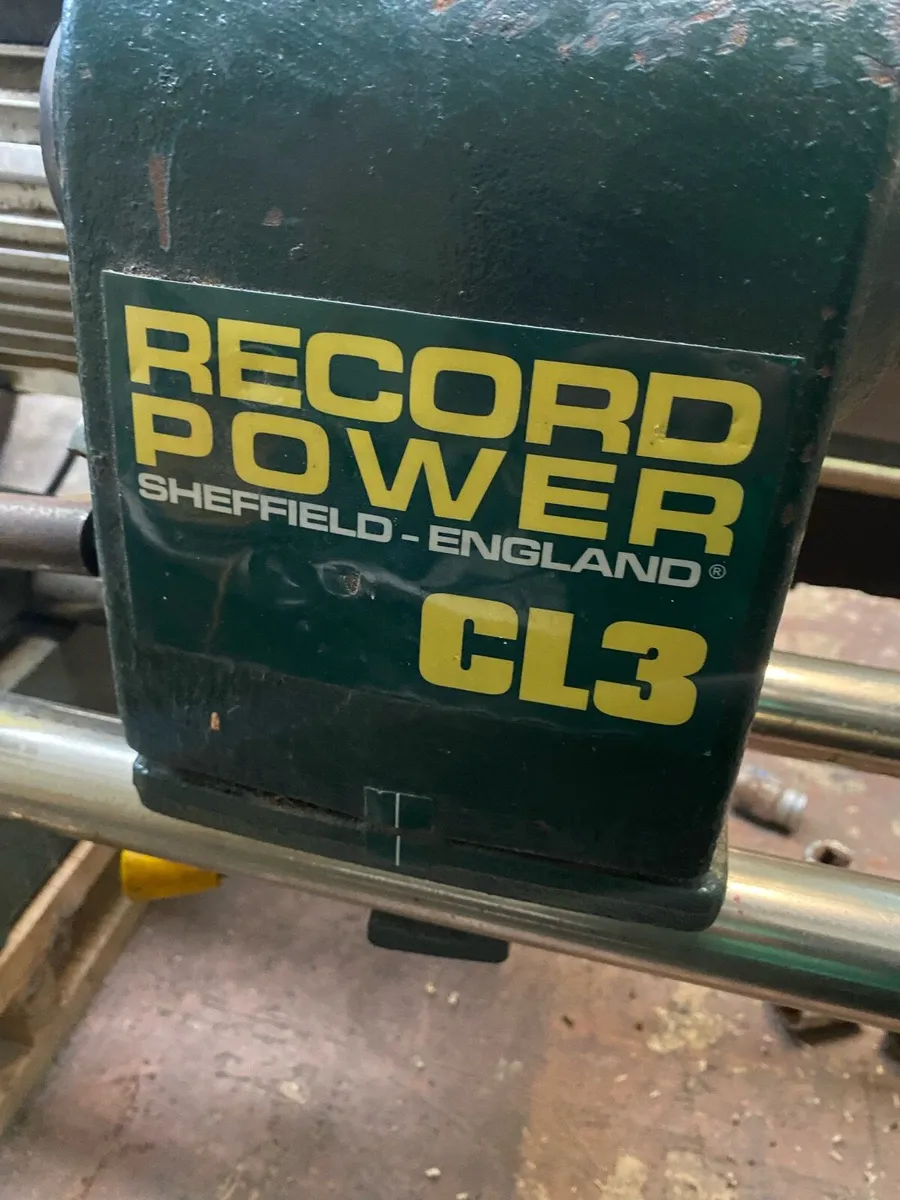 RECORD
POWER
SHEFFIELD - ENGLAND®
CL3